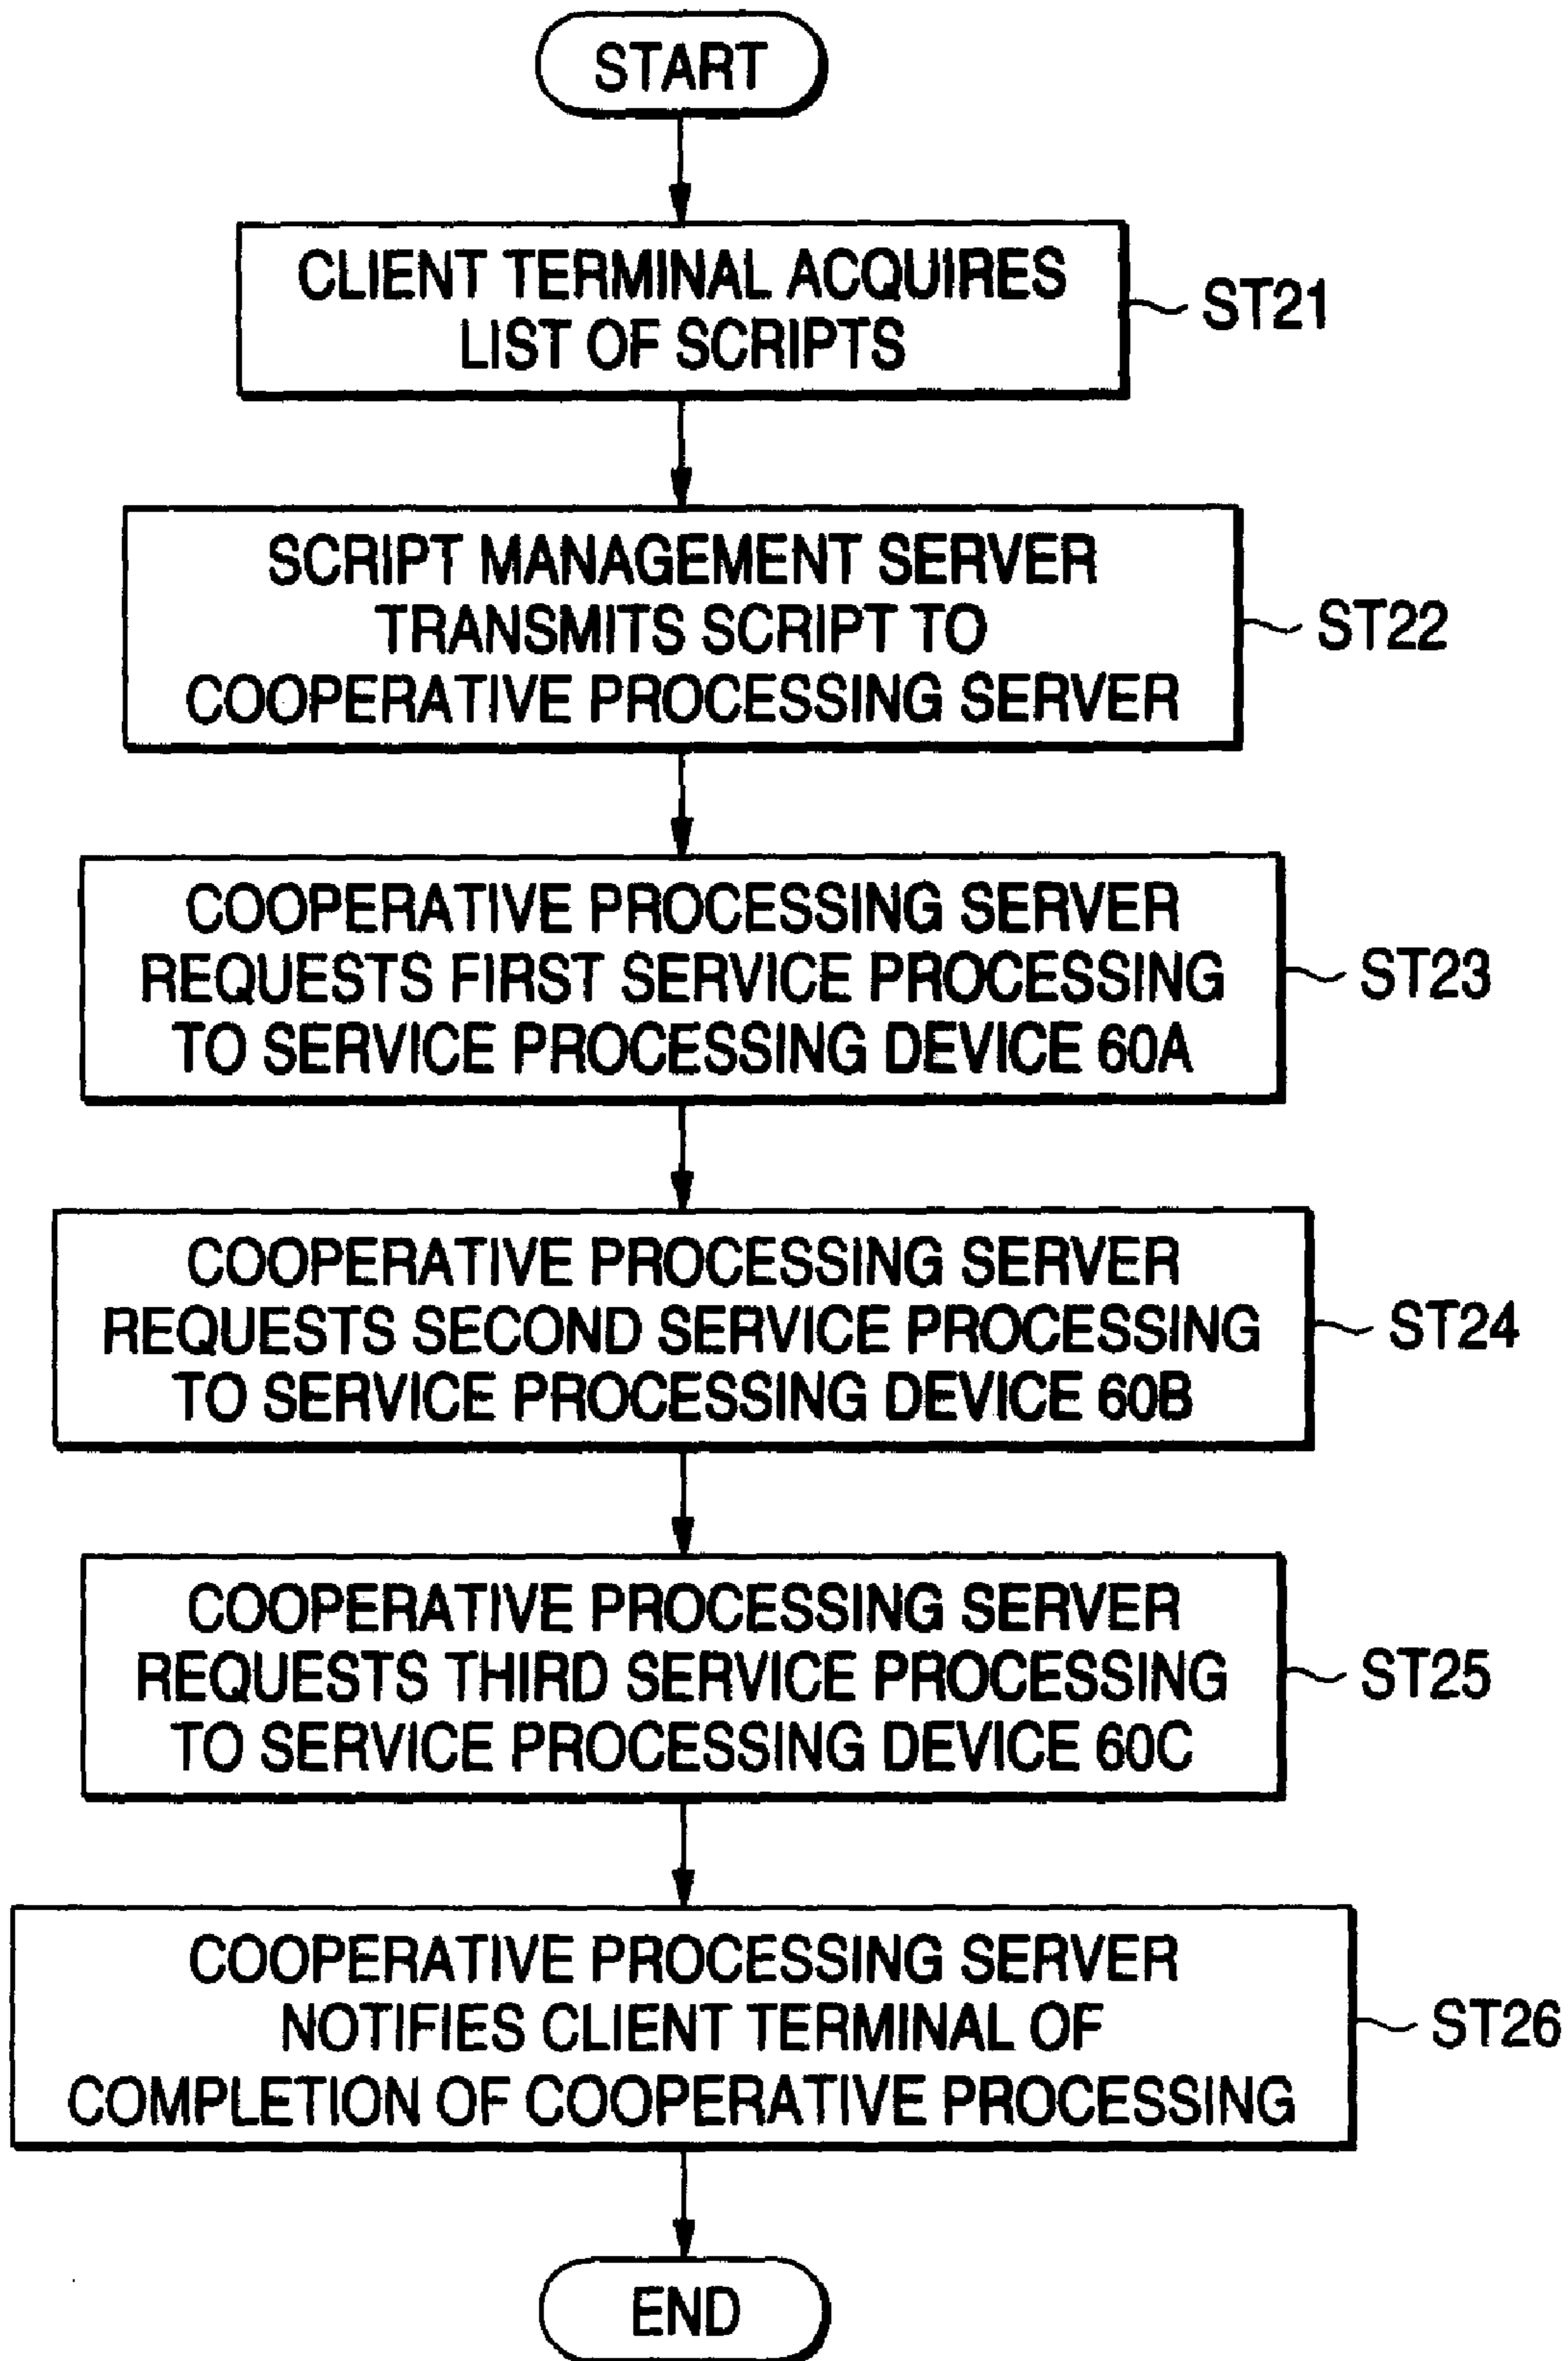 START
CLIENT TERMINAL ACQUIRES
LIST OF SCRIPTS
ST21
SCRIPT MANAGEMENT SERVER
TRANSMITS SCRIPT TO
COOPERATIVE PROCESSING SERVER
ST22
COOPERATIVE PROCESSING SERVER
REQUESTS FIRST SERVICE PROCESSING
TO SERVICE PROCESSING DEVICE 60A
ST23
COOPERATIVE PROCESSING SERVER
REQUESTS SECOND SERVICE PROCESSING
TO SERVICE PROCESSING DEVICE 60B
ST24
COOPERATIVE PROCESSING SERVER
REQUESTS THIRD SERVICE PROCESSING
TO SERVICE PROCESSING DEVICE 60C
ST25
COOPERATIVE PROCESSING SERVER
NOTIFIES CLIENT TERMINAL OF
COMPLETION OF COOPERATIVE PROCESSING
ST26
END